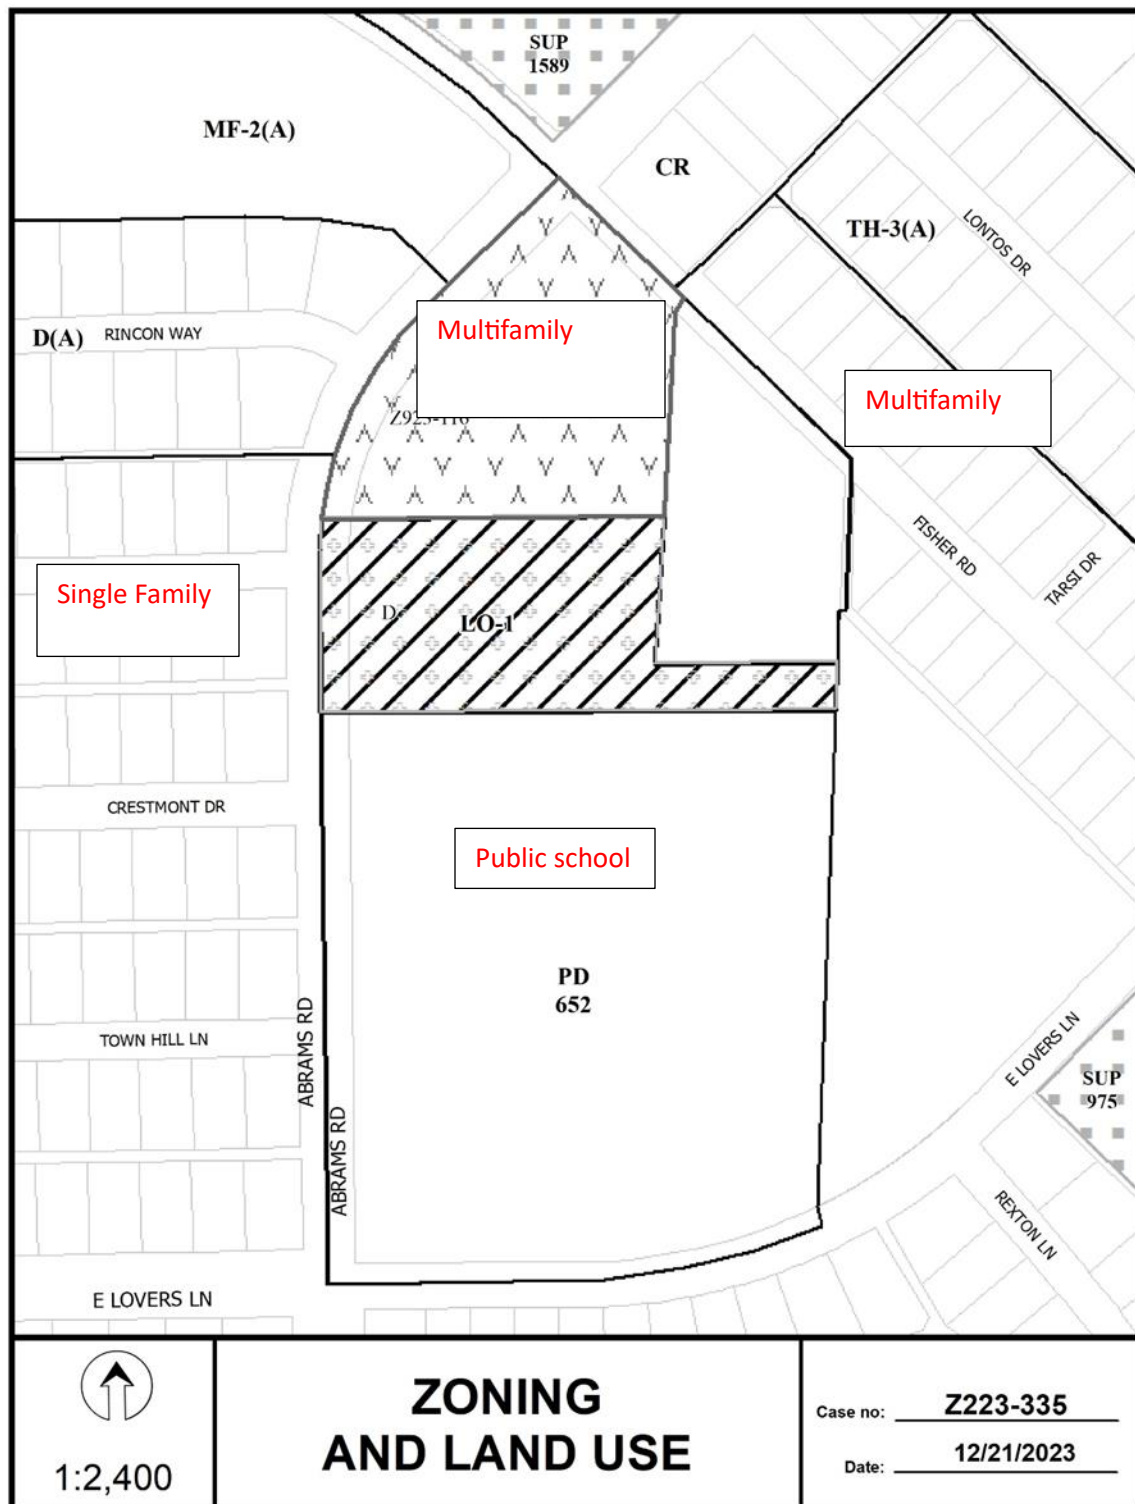 SUP
1589
MF-2(A)
CR
TH-3(A)
LONTOS DR
D(A)
RINCON WAY
Multifamily
Multifamily
FISHER RD
TARSI DR
Single Family
D
LO-1
CRESTMONT DR
Public school
PD
652
TOWN HILL LN
ABRAMS RD
ABRAMS RD
E LOVERS LN
SUP
975
REXTON LN
E LOVERS LN
1:2,400
ZONING
AND LAND USE
Case no: Z223-335
Date: 12/21/2023